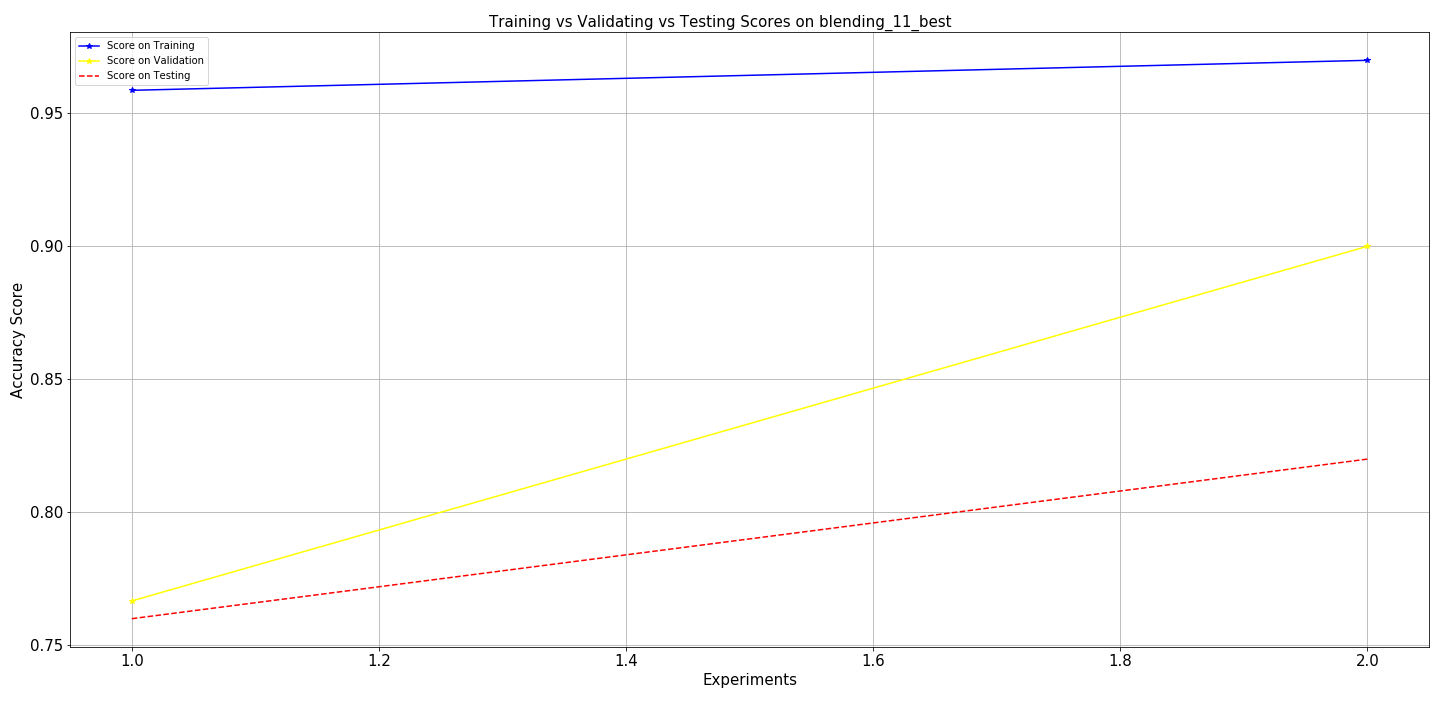 Training vs Validating vs Testing Scores on blending_11_best
Score on Training
Score on Validation
Score on Testing
0.95
0.90
0.85
0.80
0.75
Accuracy Score
1.0 1.2 1.4 1.6 1.8 2.0
Experiments